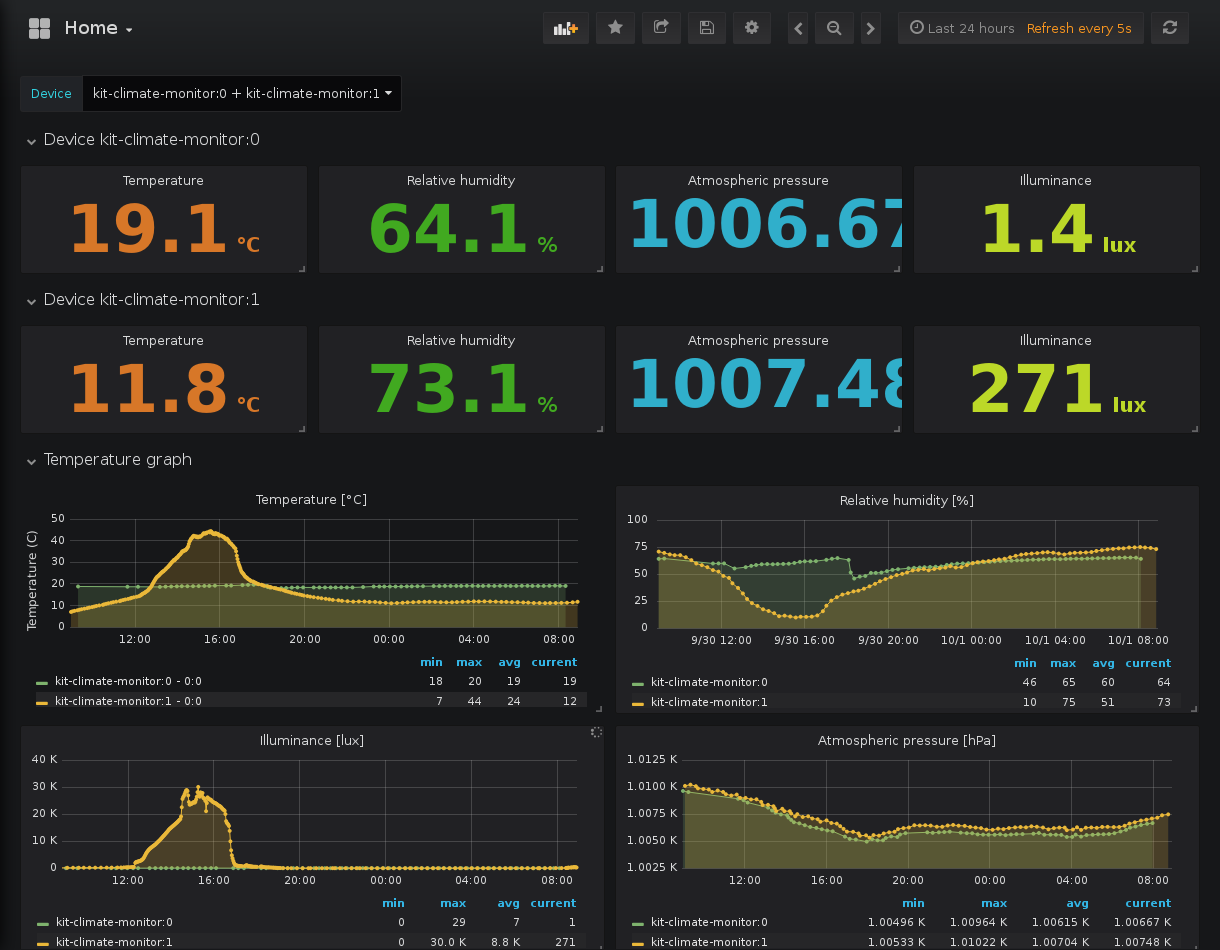 Home
Last 24 hours Refresh every 5s
Device kit-climate-monitor:0 + kit-climate-monitor:1
Device kit-climate-monitor:0
Temperature Relative humidity Atmospheric pressure Illuminance
19.1 °C 64.1 % 1006.67 1.4 lux
Device kit-climate-monitor:1
Temperature Relative humidity Atmospheric pressure Illuminance
11.8 °C 73.1 % 1007.48 271 lux
Temperature graph
Temperature [°C]
Temperature (C)
50
40
30
20
10
0
12:00 16:00 20:00 00:00 04:00 08:00
min max avg current
kit-climate-monitor:0 - 0:0 18 20 19 19
kit-climate-monitor:1 - 0:0 7 44 24 12
Relative humidity [%]
100
75
50
25
0
9/30 12:00 9/30 16:00 9/30 20:00 10/1 00:00 10/1 04:00 10/1 08:00
min max avg current
kit-climate-monitor:0 46 65 60 64
kit-climate-monitor:1 10 75 51 73
Illuminance [lux]
40 K
30 K
20 K
10 K
0
12:00 16:00 20:00 00:00 04:00 08:00
min max avg current
kit-climate-monitor:0 0 29 7 1
kit-climate-monitor:1 0 30.0 K 8.8 K 271
Atmospheric pressure [hPa]
1.0125 K
1.0100 K
1.0075 K
1.0050 K
1.0025 K
12:00 16:00 20:00 00:00 04:00 08:00
min max avg current
kit-climate-monitor:0 1.00496 K 1.00964 K 1.00615 K 1.00667 K
kit-climate-monitor:1 1.00533 K 1.01022 K 1.00704 K 1.00748 K